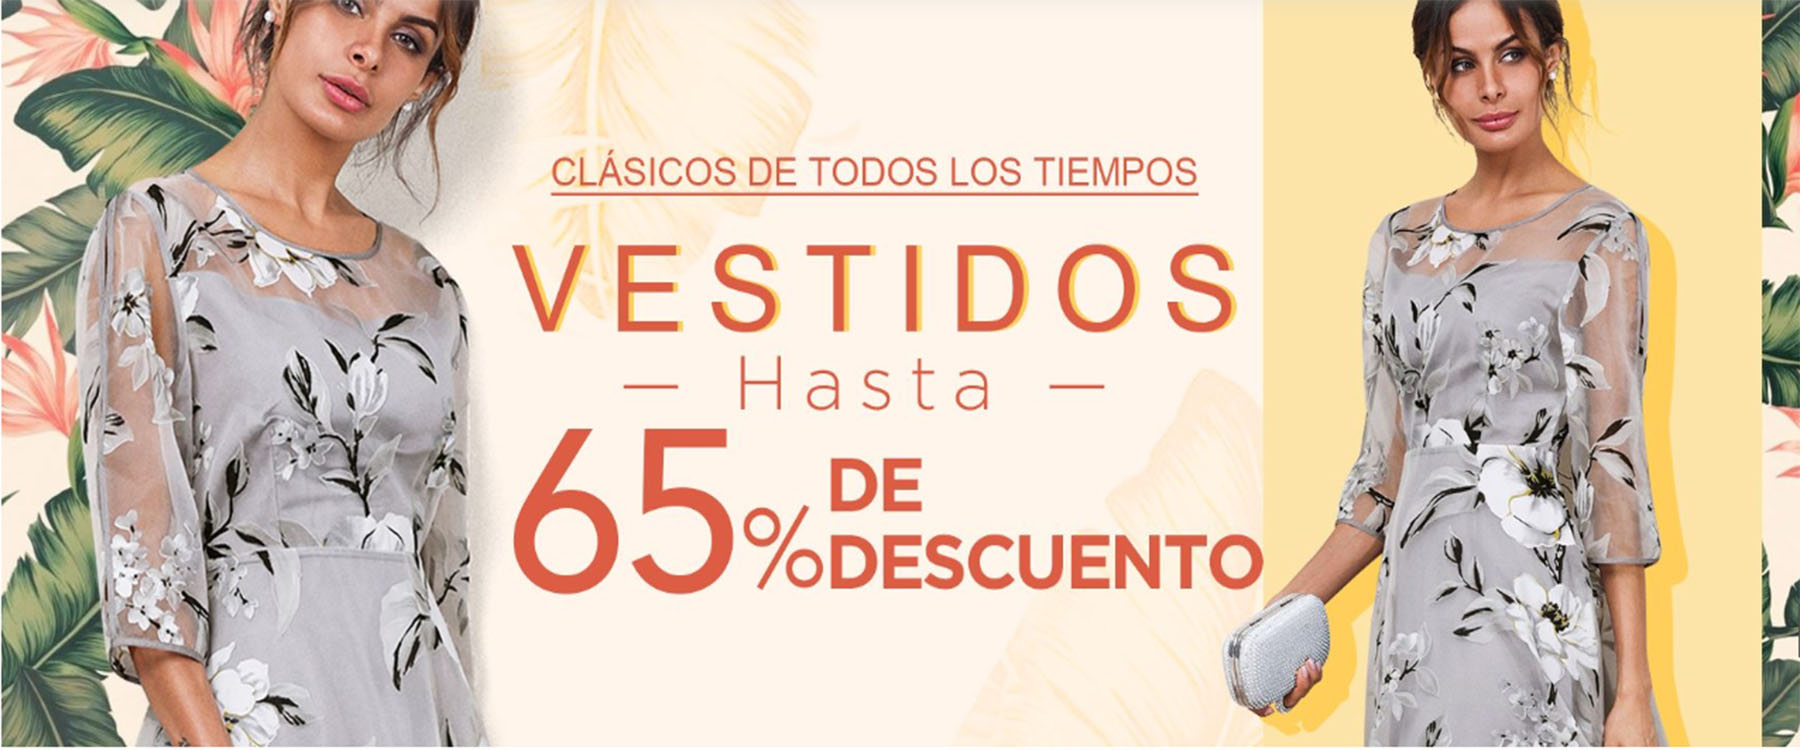 CLÁSICOS DE TODOS LOS TIEMPOS
VESTIDOS
— Hasta —
65% DE
DESCUENTO